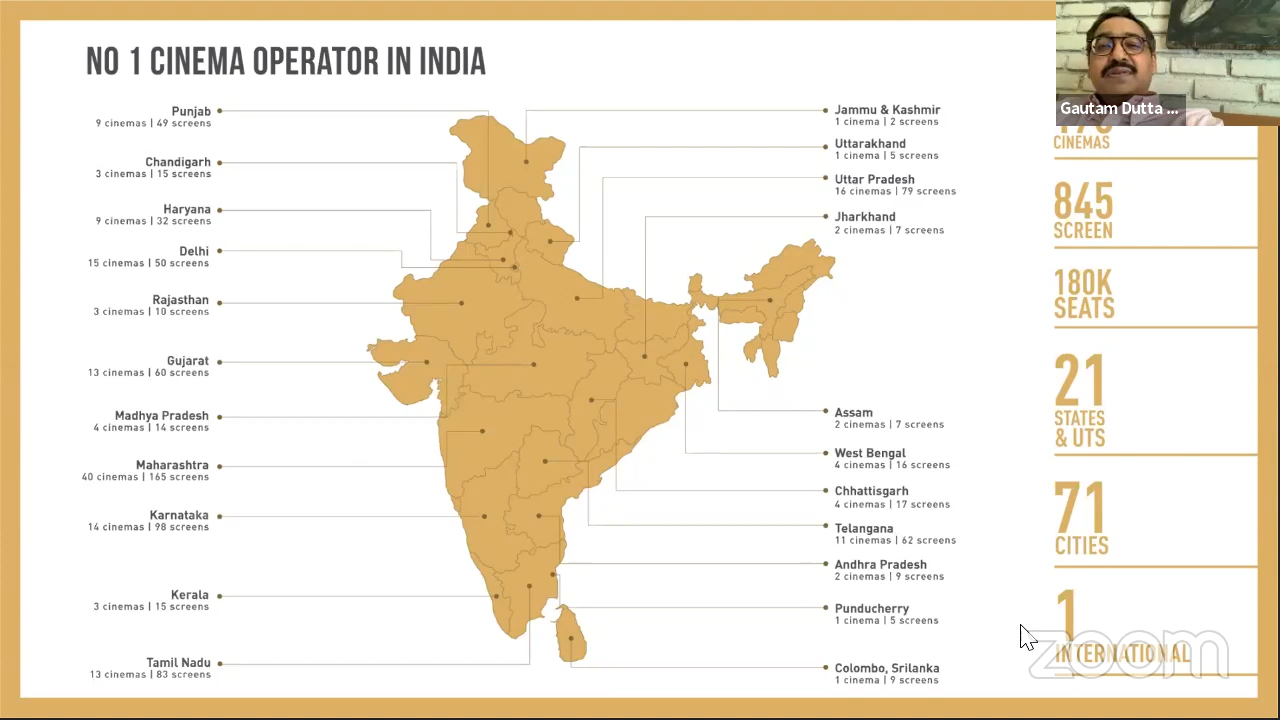 NO 1 CINEMA OPERATOR IN INDIA
Punjab
9 cinemas | 49 screens
Chandigarh
3 cinemas | 15 screens
Haryana
9 cinemas | 32 screens
Delhi
15 cinemas | 50 screens
Rajasthan
3 cinemas | 10 screens
Gujarat
13 cinemas | 60 screens
Madhya Pradesh
4 cinemas | 14 screens
Maharashtra
40 cinemas | 165 screens
Karnataka
14 cinemas | 98 screens
Kerala
3 cinemas | 15 screens
Tamil Nadu
13 cinemas | 83 screens
Jammu & Kashmir
1 cinema | 2 screens
Uttarakhand
1 cinema | 5 screens
Uttar Pradesh
16 cinemas | 79 screens
Jharkhand
2 cinemas | 7 screens
Assam
2 cinemas | 7 screens
West Bengal
4 cinemas | 16 screens
Chhattisgarh
4 cinemas | 17 screens
Telangana
11 cinemas | 62 screens
Andhra Pradesh
2 cinemas | 9 screens
Punducherry
1 cinema | 5 screens
Colombo, Srilanka
1 cinema | 9 screens
Gautam Dutta ...
CINEMAS
845
SCREEN
180K
SEATS
21
STATES
& UTS
71
CITIES
1
INTERNATIONAL
zoom